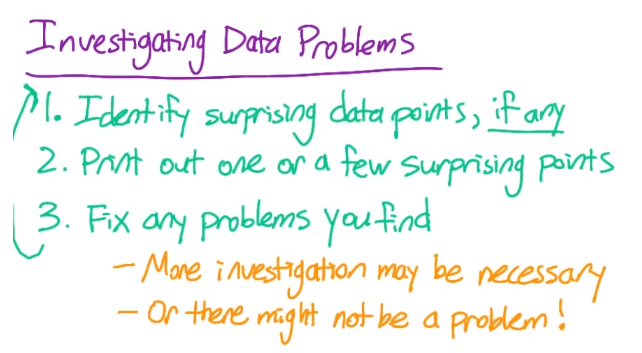 Investigating Data Problems
1. Identify surprising data points, if any
2. Print out one or a few surprising points
3. Fix any problems you find
- More investigation may be necessary
- Or there might not be a problem!